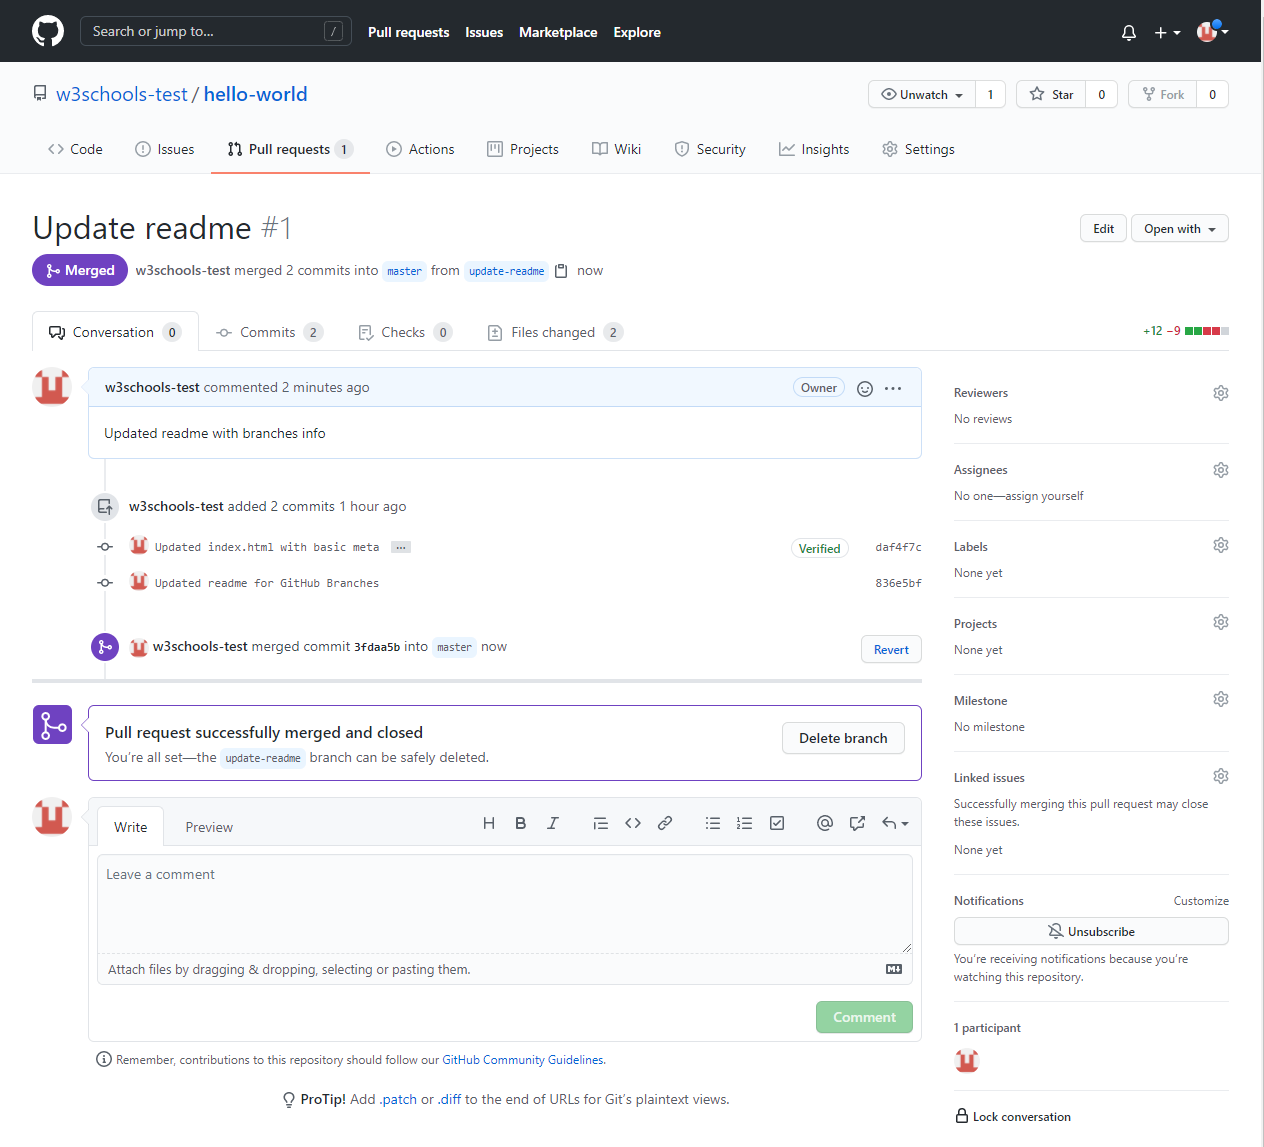 Search or jump to... /
Pull requests Issues Marketplace Explore
w3schools-test / hello-world
Unwatch 1 Star 0 Fork 0
Code Issues Pull requests 1 Actions Projects Wiki Security Insights Settings
Update readme #1
Edit Open with
Merged w3schools-test merged 2 commits into master from update-readme now
Conversation 0 Commits 2 Checks 0 Files changed 2 +12 −9
w3schools-test commented 2 minutes ago Owner ...
Updated readme with branches info
w3schools-test added 2 commits 1 hour ago
Updated index.html with basic meta ... Verified daf4f7c
Updated readme for GitHub Branches 836e5bf
w3schools-test merged commit 3fdaa5b into master now Revert
Pull request successfully merged and closed
You're all set—the update-readme branch can be safely deleted.
Delete branch
Write Preview H B I
Leave a comment
Attach files by dragging & dropping, selecting or pasting them.
Comment
Remember, contributions to this repository should follow our GitHub Community Guidelines.
ProTip! Add .patch or .diff to the end of URLs for Git's plaintext views.
Reviewers
No reviews
Assignees
No one—assign yourself
Labels
None yet
Projects
None yet
Milestone
No milestone
Linked issues
Successfully merging this pull request may close
these issues.
None yet
Notifications Customize
Unsubscribe
You're receiving notifications because you're
watching this repository.
1 participant
Lock conversation